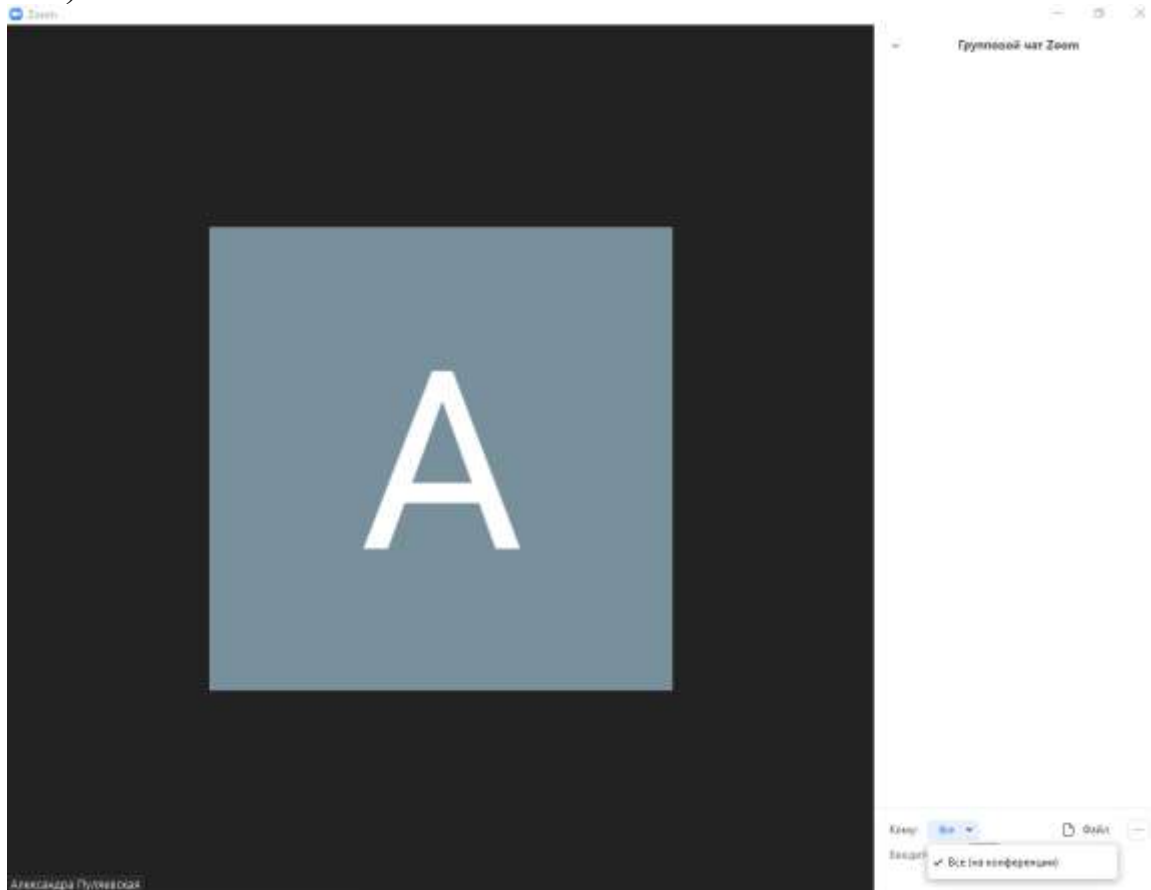 Zoom
Групповой чат Zoom
A
Кому: Все
Файл
Все (на конференции)
Александра Пуляевская